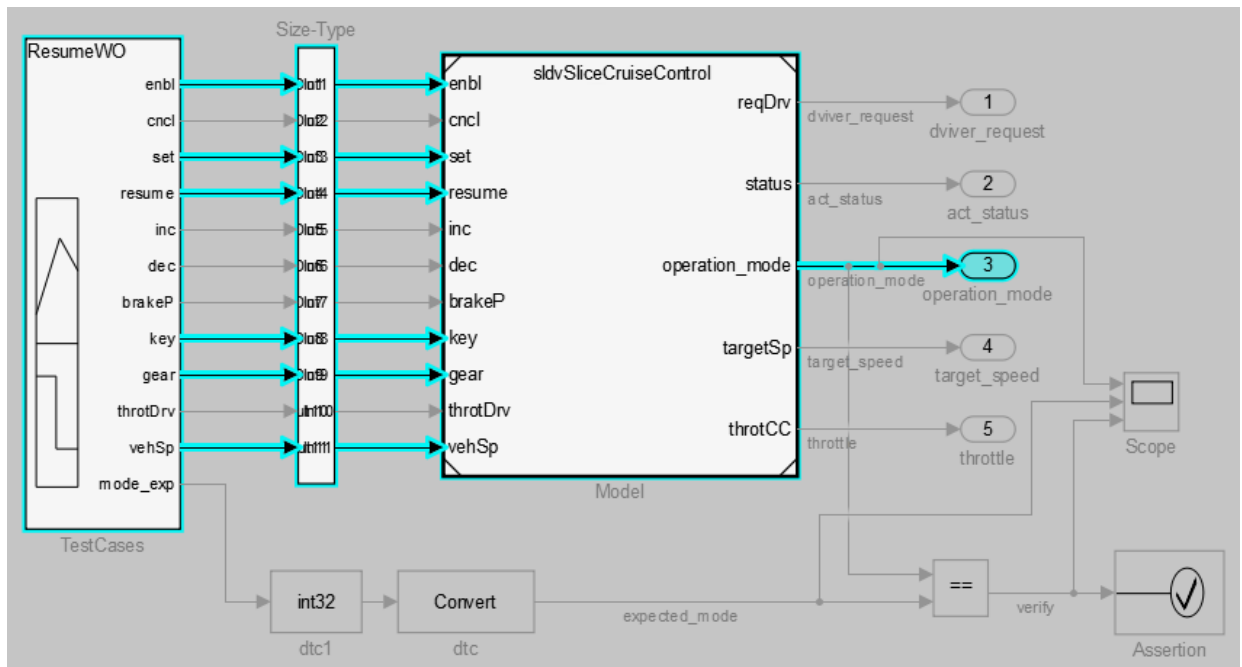 Size-Type
ResumeWO
sldvSliceCruiseControl
enbl
enbl
cncl
cncl
set
set
resume
resume
inc
inc
dec
dec
brakeP
brakeP
key
key
gear
gear
throtDrv
throtDrv
vehSp
vehSp
mode_exp
TestCases
reqDrv
dviver_request
1
dviver_request
status
act_status
2
act_status
operation_mode
operation_mode
3
operation_mode
targetSp
target_speed
4
target_speed
throtCC
throttle
5
throttle
Model
Scope
int32
dtc1
Convert
dtc
expected_mode
==
verify
Assertion